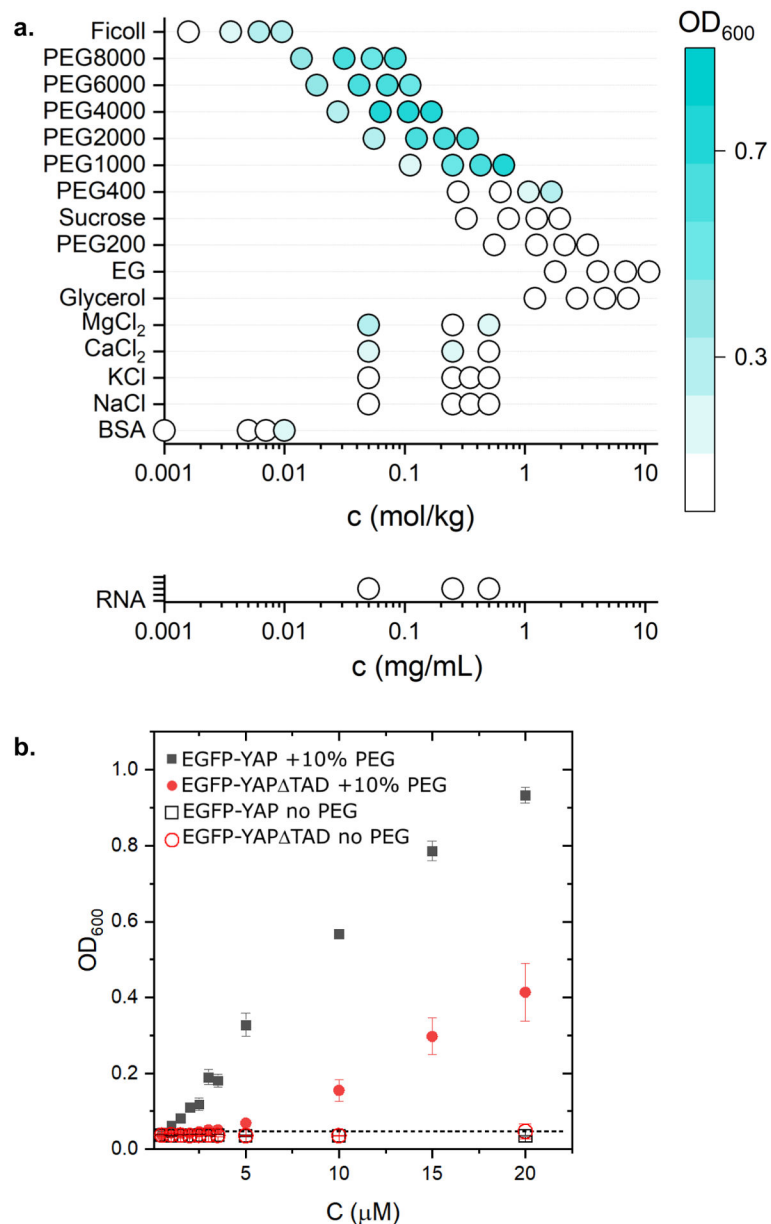 a.
OD600
Ficoll
PEG8000
PEG6000
PEG4000
PEG2000
PEG1000
PEG400
Sucrose
PEG200
EG
Glycerol
MgCl2
CaCl2
KCl
NaCl
BSA
0.7
0.3
0.001 0.01 0.1 1 10
c (mol/kg)
RNA
0.001 0.01 0.1 1 10
c (mg/mL)
b.
EGFP-YAP +10% PEG
EGFP-YAPΔTAD +10% PEG
EGFP-YAP no PEG
EGFP-YAPΔTAD no PEG
OD600
1.0
0.8
0.6
0.4
0.2
0.0
5 10 15 20
C (μM)